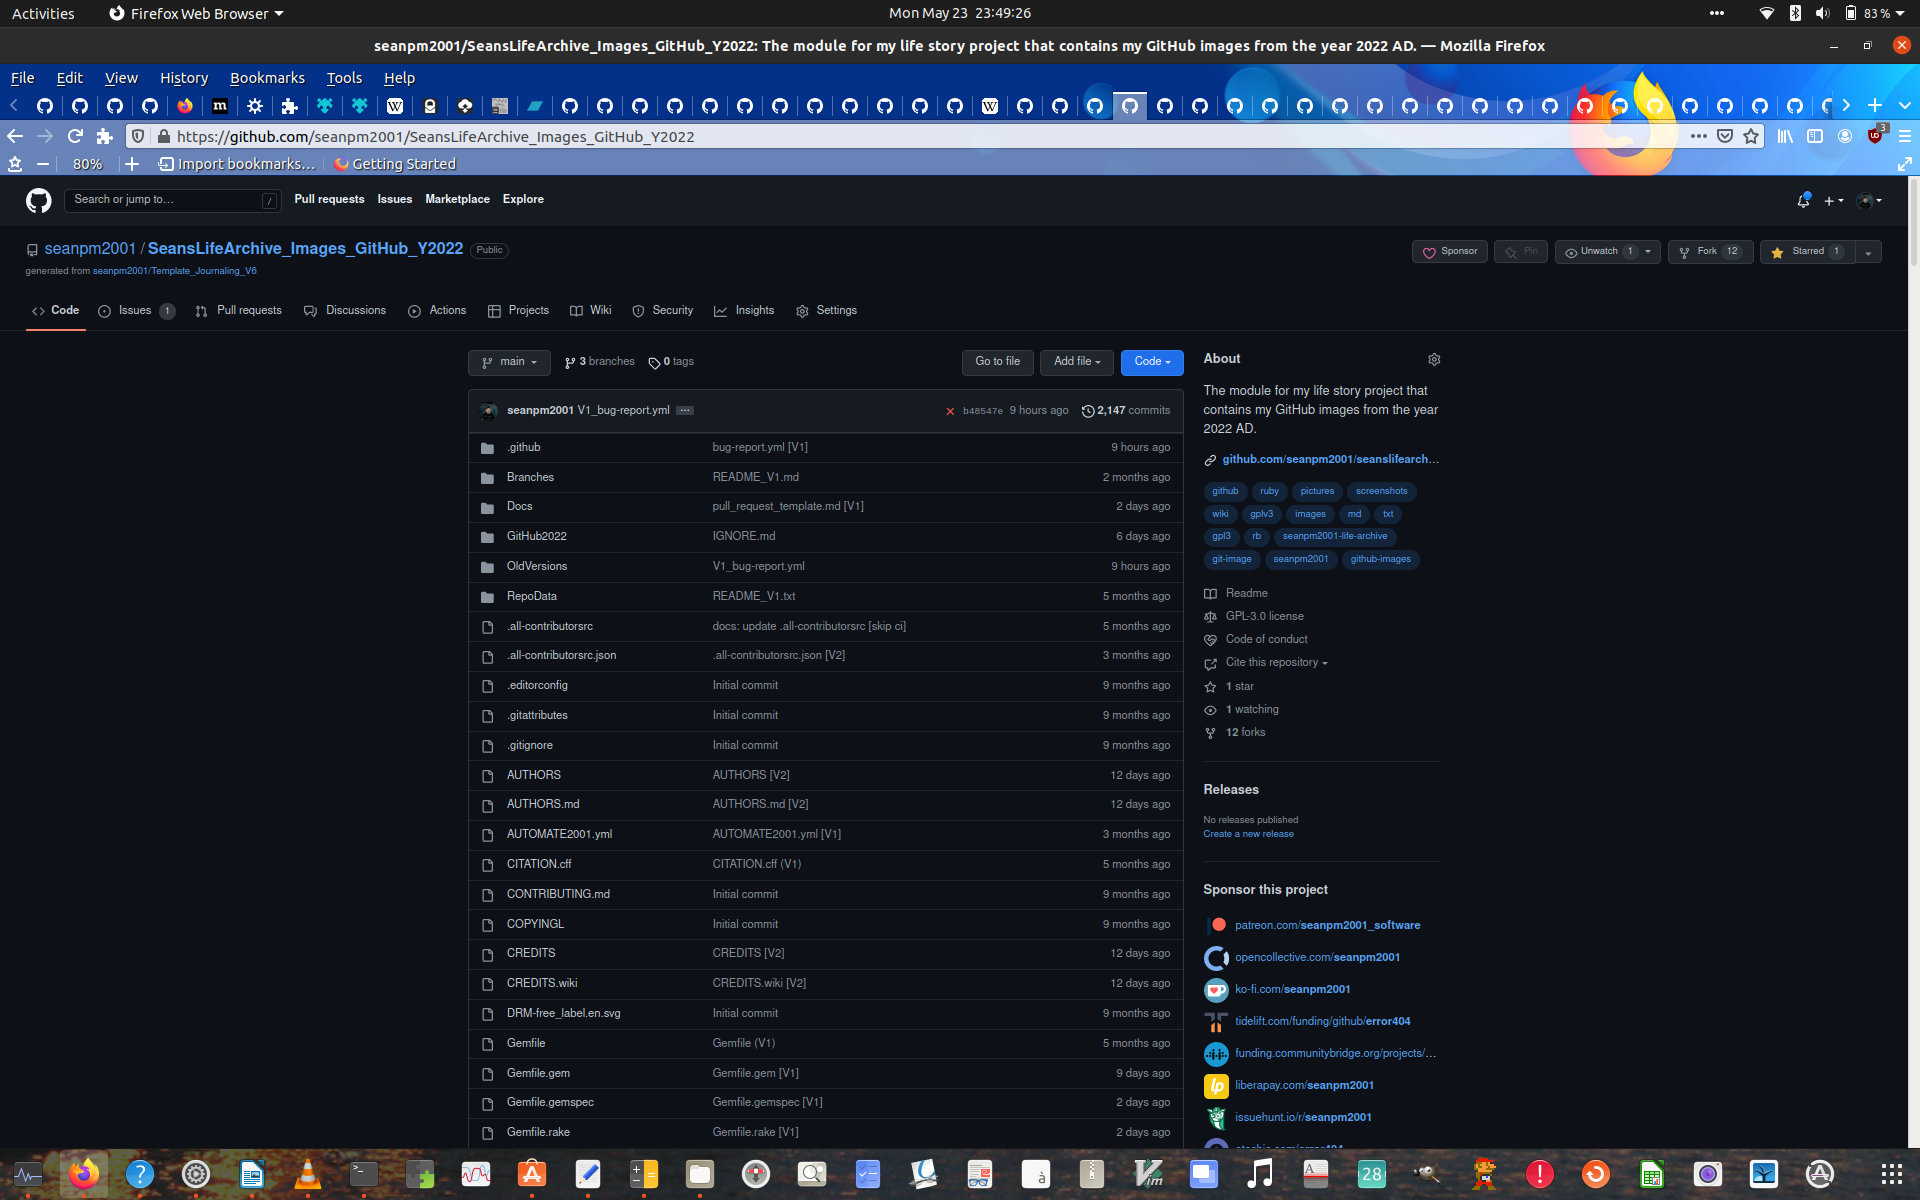 Activities Firefox Web Browser Mon May 23 23:49:26 83 %
seanpm2001/SeansLifeArchive_Images_GitHub_Y2022: The module for my life story project that contains my GitHub images from the year 2022 AD. — Mozilla Firefox
File Edit View History Bookmarks Tools Help
https://github.com/seanpm2001/SeansLifeArchive_Images_GitHub_Y2022 3
80% Import bookmarks… Getting Started
Search or jump to… / Pull requests Issues Marketplace Explore
seanpm2001 / SeansLifeArchive_Images_GitHub_Y2022 Public
generated from seanpm2001/Template_Journaling_V6
Sponsor Pin Unwatch 1 Fork 12 Starred 1
Code Issues 1 Pull requests Discussions Actions Projects Wiki Security Insights Settings
main 3 branches 0 tags Go to file Add file Code
seanpm2001 V1_bug-report.yml ... b48547e 9 hours ago 2,147 commits
.github bug-report.yml [V1] 9 hours ago
Branches README_V1.md 2 months ago
Docs pull_request_template.md [V1] 2 days ago
GitHub2022 IGNORE.md 6 days ago
OldVersions V1_bug-report.yml 9 hours ago
RepoData README_V1.txt 5 months ago
.all-contributorsrc docs: update .all-contributorsrc [skip ci] 5 months ago
.all-contributorsrc.json .all-contributorsrc.json [V2] 3 months ago
.editorconfig Initial commit 9 months ago
.gitattributes Initial commit 9 months ago
.gitignore Initial commit 9 months ago
AUTHORS AUTHORS [V2] 12 days ago
AUTHORS.md AUTHORS.md [V2] 12 days ago
AUTOMATE2001.yml AUTOMATE2001.yml [V1] 3 months ago
CITATION.cff CITATION.cff (V1) 5 months ago
CONTRIBUTING.md Initial commit 9 months ago
COPYINGL Initial commit 9 months ago
CREDITS CREDITS [V2] 12 days ago
CREDITS.wiki CREDITS.wiki [V2] 12 days ago
DRM-free_label.en.svg Initial commit 9 months ago
Gemfile Gemfile (V1) 5 months ago
Gemfile.gem Gemfile.gem [V1] 9 days ago
Gemfile.gemspec Gemfile.gemspec [V1] 2 days ago
Gemfile.rake Gemfile.rake [V1] 2 days ago
About
The module for my life story project that
contains my GitHub images from the year
2022 AD.
github.com/seanpm2001/seanslifearch…
github ruby pictures screenshots
wiki gplv3 images md txt
gpl3 rb seanpm2001-life-archive
git-image seanpm2001 github-images
Readme
GPL-3.0 license
Code of conduct
Cite this repository
1 star
1 watching
12 forks
Releases
No releases published
Create a new release
Sponsor this project
patreon.com/seanpm2001_software
opencollective.com/seanpm2001
ko-fi.com/seanpm2001
tidelift.com/funding/github/error404
funding.communitybridge.org/projects/…
liberapay.com/seanpm2001
issuehunt.io/r/seanpm2001
28